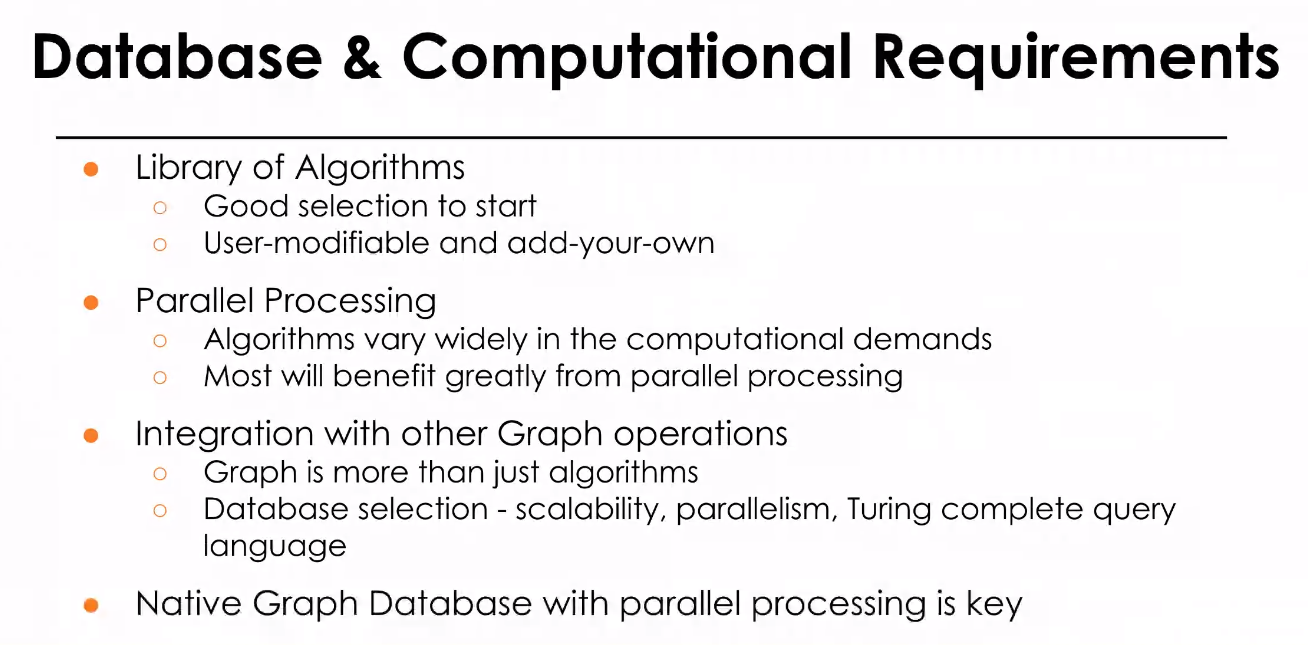 Database & Computational Requirements
Library of Algorithms
Good selection to start
User-modifiable and add-your-own
Parallel Processing
Algorithms vary widely in the computational demands
Most will benefit greatly from parallel processing
Integration with other Graph operations
Graph is more than just algorithms
Database selection - scalability, parallelism, Turing complete query
language
Native Graph Database with parallel processing is key